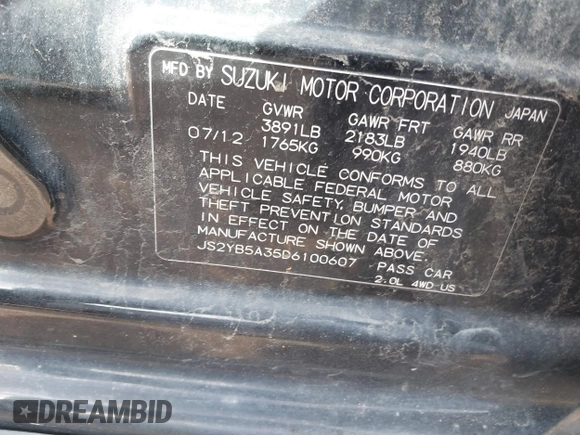 MFD BY SUZUKI MOTOR CORPORATION JAPAN
DATE GVWR GAWR FRT GAWR RR
07/12 3891LB 2183LB 1940LB
1765KG 990KG 880KG
THIS VEHICLE CONFORMS TO ALL
APPLICABLE FEDERAL MOTOR
VEHICLE SAFETY, BUMPER AND
THEFT PREVENTION STANDARDS
IN EFFECT ON THE DATE OF
MANUFACTURE SHOWN ABOVE.
JS2YB5A35D6100607 PASS CAR
2.0L 4WD US
DREAMBID